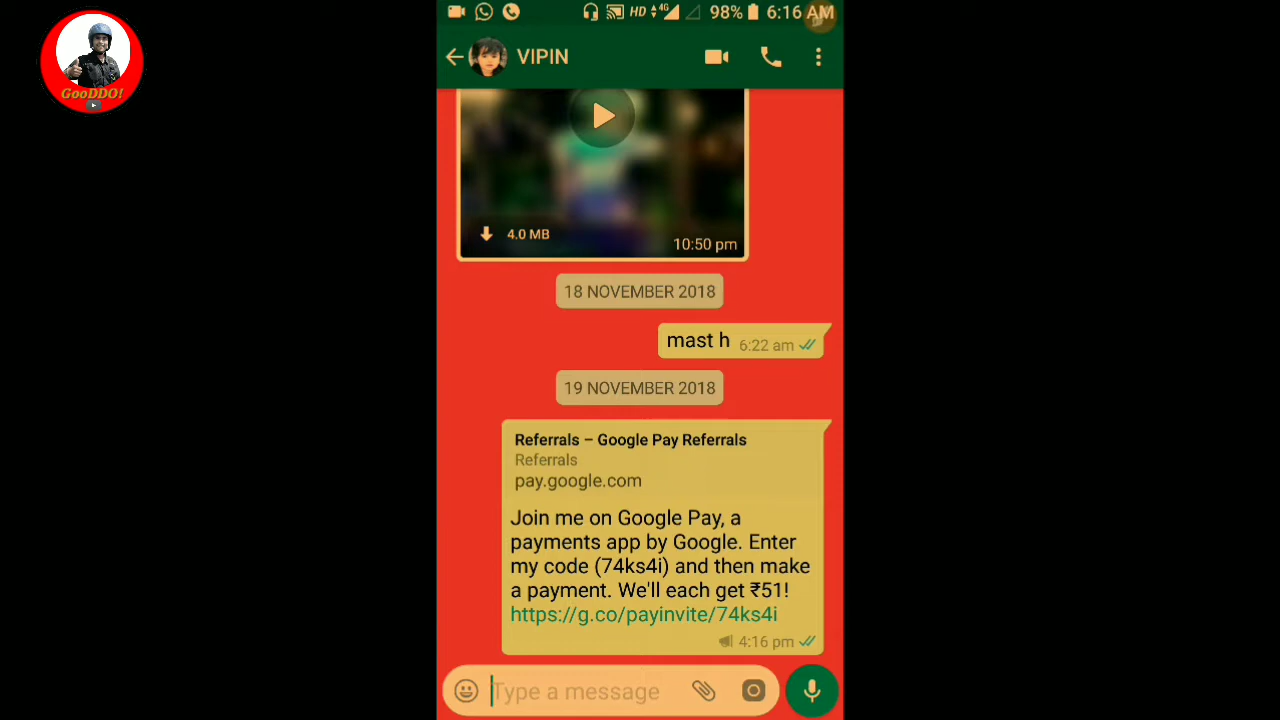 GooDDO!
HD 4G 98% 6:16 AM
VIPIN
4.0 MB
10:50 pm
18 NOVEMBER 2018
mast h 6:22 am
19 NOVEMBER 2018
Referrals – Google Pay Referrals
Referrals
pay.google.com
Join me on Google Pay, a
payments app by Google. Enter
my code (74ks4i) and then make
a payment. We'll each get ₹51!
https://g.co/payinvite/74ks4i
4:16 pm
Type a message